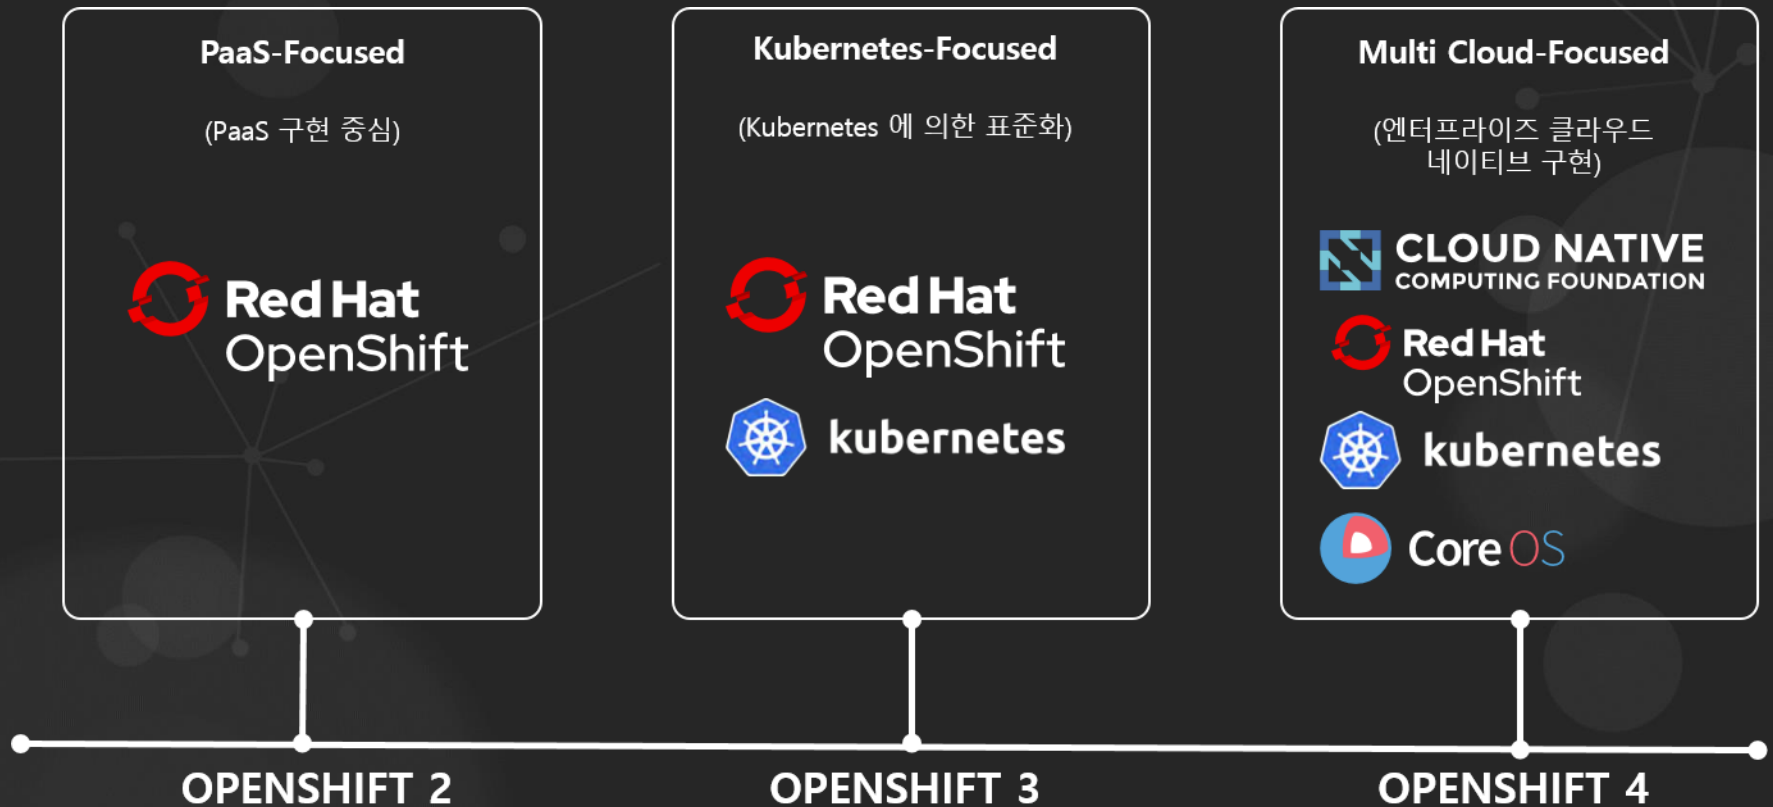 PaaS-Focused
(PaaS 구현 중심)
Red Hat
OpenShift
OPENSHIFT 2
Kubernetes-Focused
(Kubernetes 에 의한 표준화)
Red Hat
OpenShift
kubernetes
OPENSHIFT 3
Multi Cloud-Focused
(엔터프라이즈 클라우드
네이티브 구현)
CLOUD NATIVE
COMPUTING FOUNDATION
Red Hat
OpenShift
kubernetes
CoreOS
OPENSHIFT 4